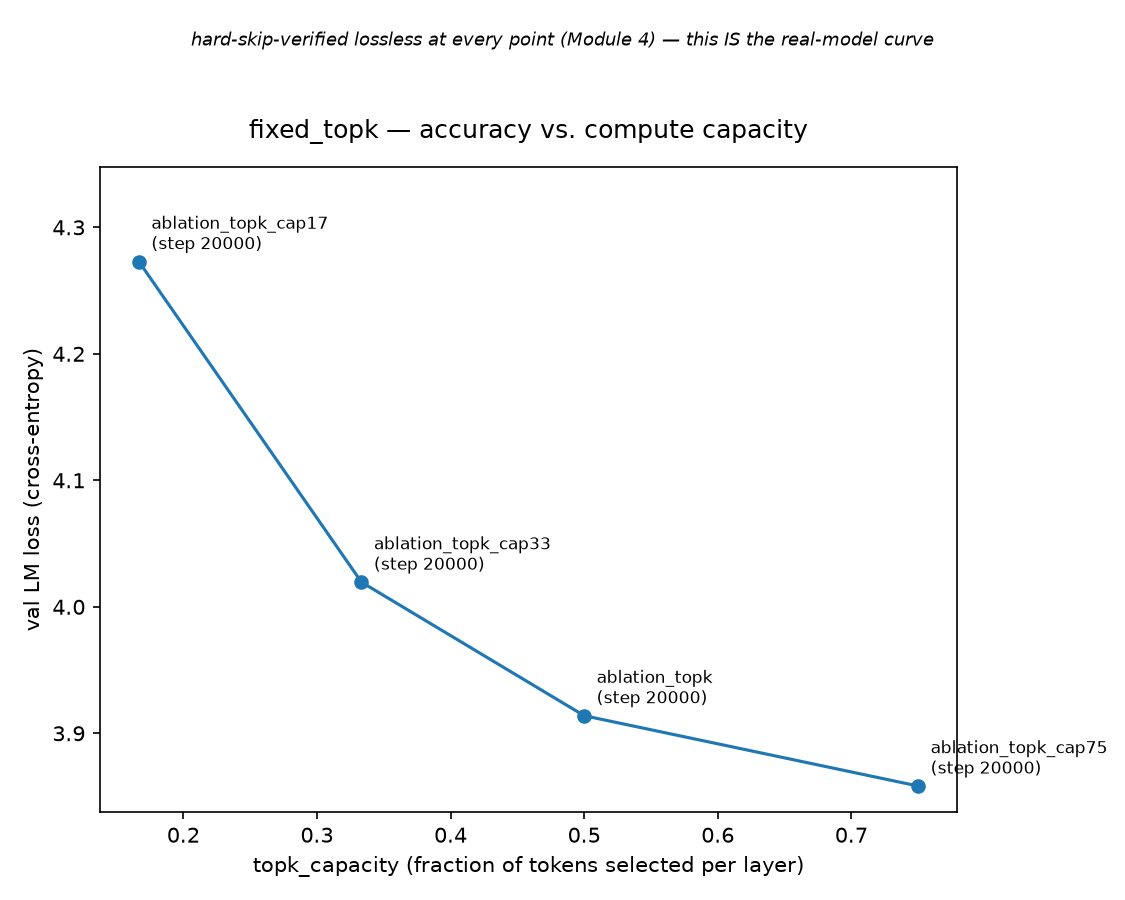 hard-skip-verified lossless at every point (Module 4) — this IS the real-model curve
fixed_topk — accuracy vs. compute capacity
ablation_topk_cap17
(step 20000)
ablation_topk_cap33
(step 20000)
ablation_topk
(step 20000)
ablation_topk_cap75
(step 20000)
val LM loss (cross-entropy)
4.3
4.2
4.1
4.0
3.9
0.2
0.3
0.4
0.5
0.6
0.7
topk_capacity (fraction of tokens selected per layer)